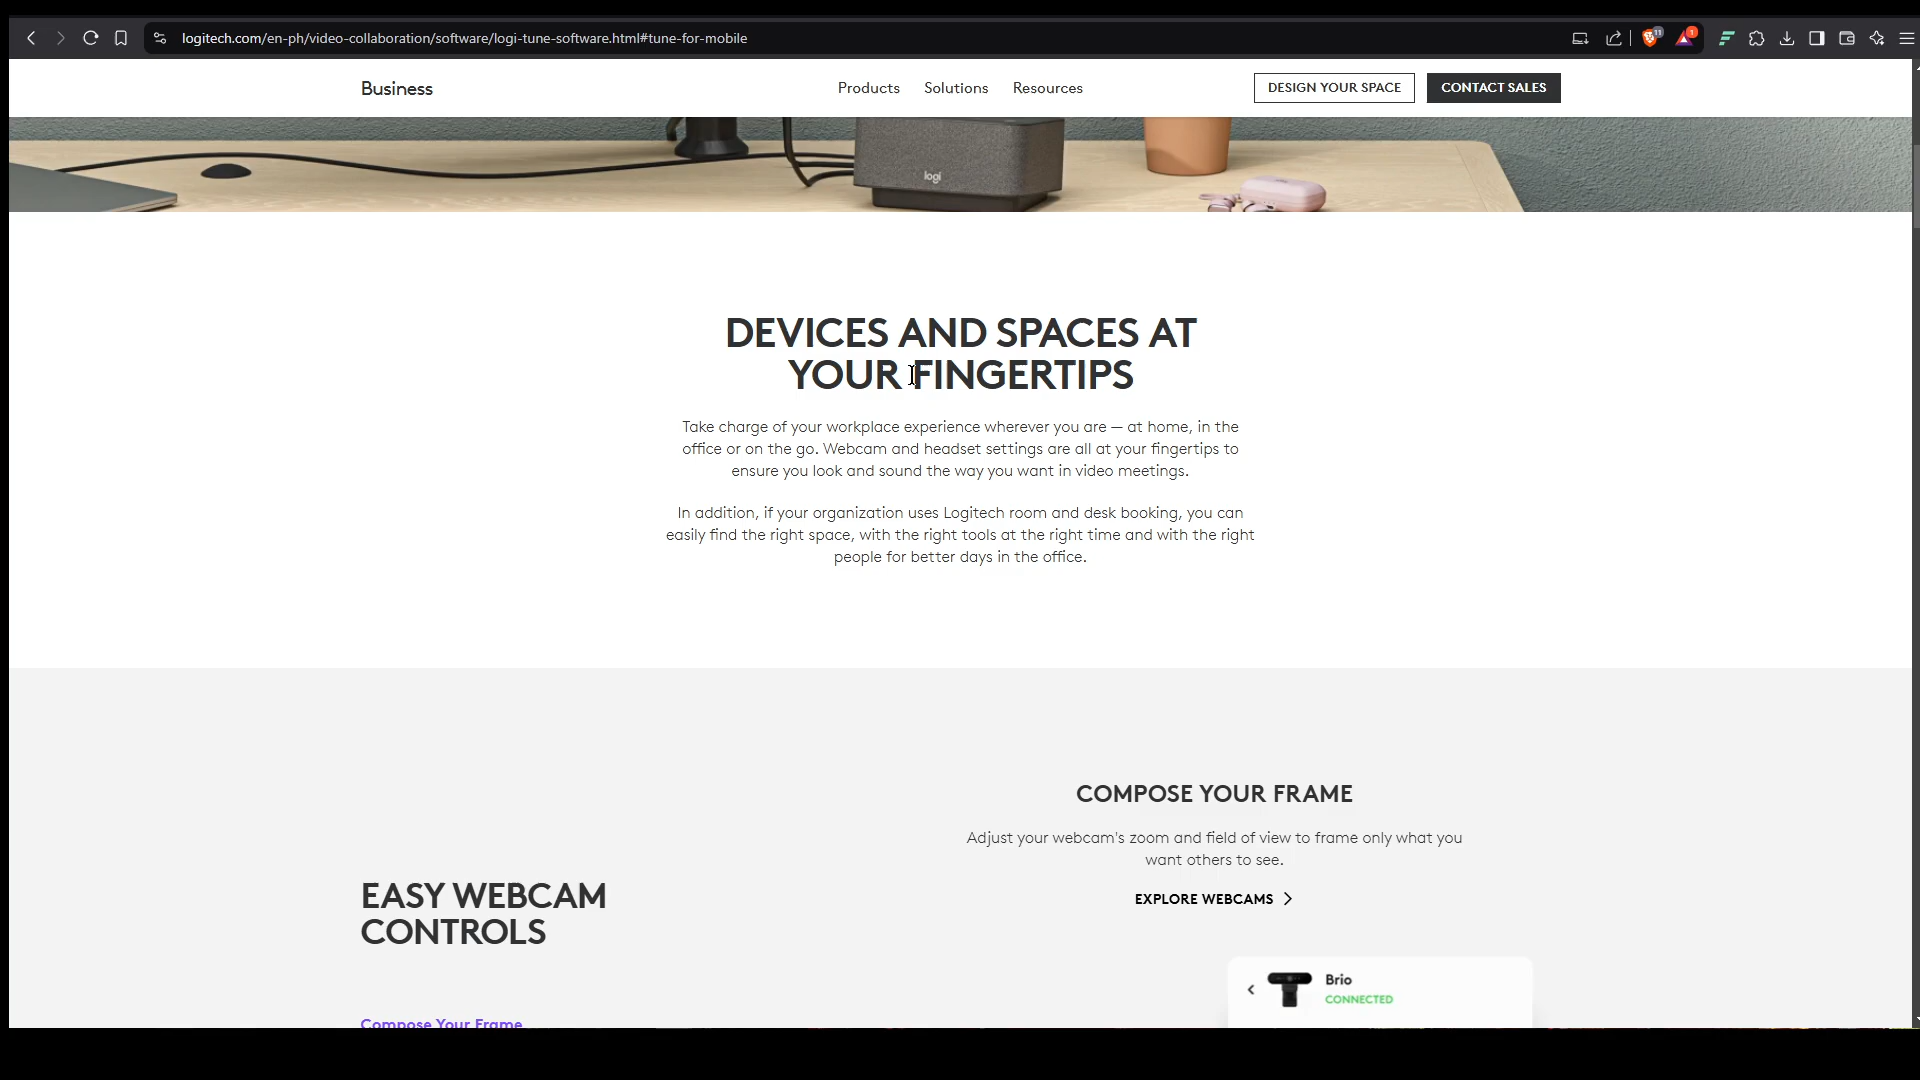 logitech.com/en-ph/video-collaboration/software/logi-tune-software.html#tune-for-mobile
11
1
Business
Products
Solutions
Resources
DESIGN YOUR SPACE
CONTACT SALES
logi
DEVICES AND SPACES AT
YOUR FINGERTIPS
Take charge of your workplace experience wherever you are — at home, in the
office or on the go. Webcam and headset settings are all at your fingertips to
ensure you look and sound the way you want in video meetings.
In addition, if your organization uses Logitech room and desk booking, you can
easily find the right space, with the right tools at the right time and with the right
people for better days in the office.
EASY WEBCAM
CONTROLS
Compose Your Frame
COMPOSE YOUR FRAME
Adjust your webcam's zoom and field of view to frame only what you
want others to see.
EXPLORE WEBCAMS
Brio
CONNECTED